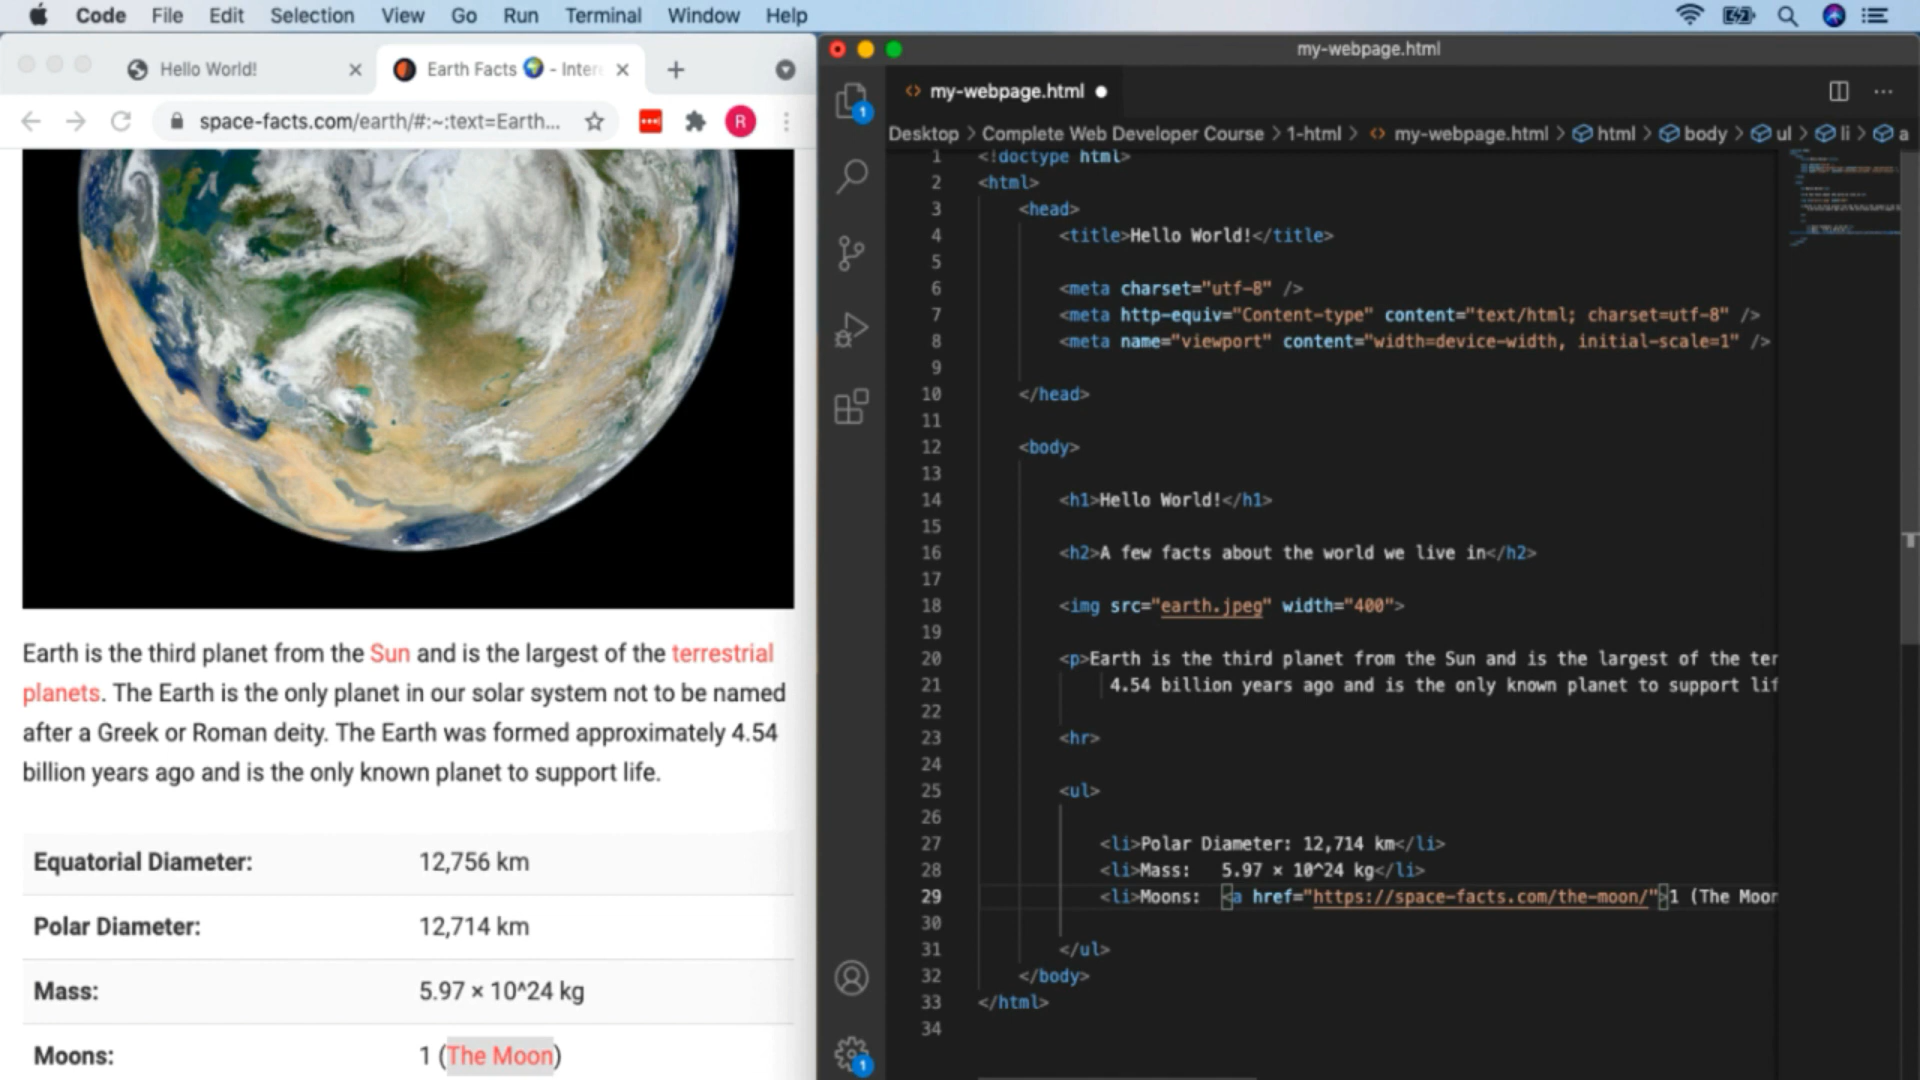 Code File Edit Selection View Go Run Terminal Window Help
Hello World!
Earth Facts 🌍 - Inter
space-facts.com/earth/#:~:text=Earth...
R
Earth is the third planet from the Sun and is the largest of the terrestrial
planets. The Earth is the only planet in our solar system not to be named
after a Greek or Roman deity. The Earth was formed approximately 4.54
billion years ago and is the only known planet to support life.
Equatorial Diameter: 12,756 km
Polar Diameter: 12,714 km
Mass: 5.97 × 10^24 kg
Moons: 1 (The Moon)
my-webpage.html
my-webpage.html
1
Desktop > Complete Web Developer Course > 1-html > my-webpage.html > html > body > ul > li > a
1 <!doctype html>
2 <html>
3 <head>
4 <title>Hello World!</title>
5
6 <meta charset="utf-8" />
7 <meta http-equiv="Content-type" content="text/html; charset=utf-8" />
8 <meta name="viewport" content="width=device-width, initial-scale=1" />
9
10 </head>
11
12 <body>
13
14 <h1>Hello World!</h1>
15
16 <h2>A few facts about the world we live in</h2>
17
18 <img src="earth.jpeg" width="400">
19
20 <p>Earth is the third planet from the Sun and is the largest of the ter
21 4.54 billion years ago and is the only known planet to support lif
22
23 <hr>
24
25 <ul>
26
27 <li>Polar Diameter: 12,714 km</li>
28 <li>Mass: 5.97 × 10^24 kg</li>
29 <li>Moons: <a href="https://space-facts.com/the-moon/">1 (The Moon
30
31 </ul>
32 </body>
33 </html>
34
1